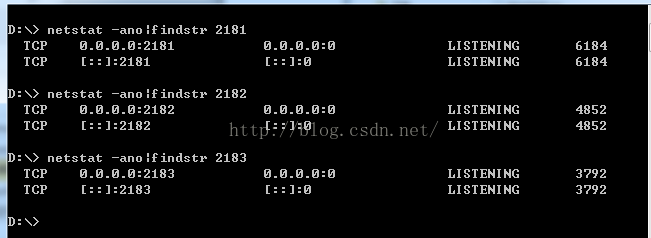 D:\> netstat -ano|findstr 2181
TCP 0.0.0.0:2181 0.0.0.0:0 LISTENING 6184
TCP [::]:2181 [::]:0 LISTENING 6184
D:\> netstat -ano|findstr 2182
TCP 0.0.0.0:2182 0.0.0.0:0 LISTENING 4852
TCP [::]:2182 [::]:0 LISTENING 4852
http://blog.csdn.net/
D:\> netstat -ano|findstr 2183
TCP 0.0.0.0:2183 0.0.0.0:0 LISTENING 3792
TCP [::]:2183 [::]:0 LISTENING 3792
D:\>